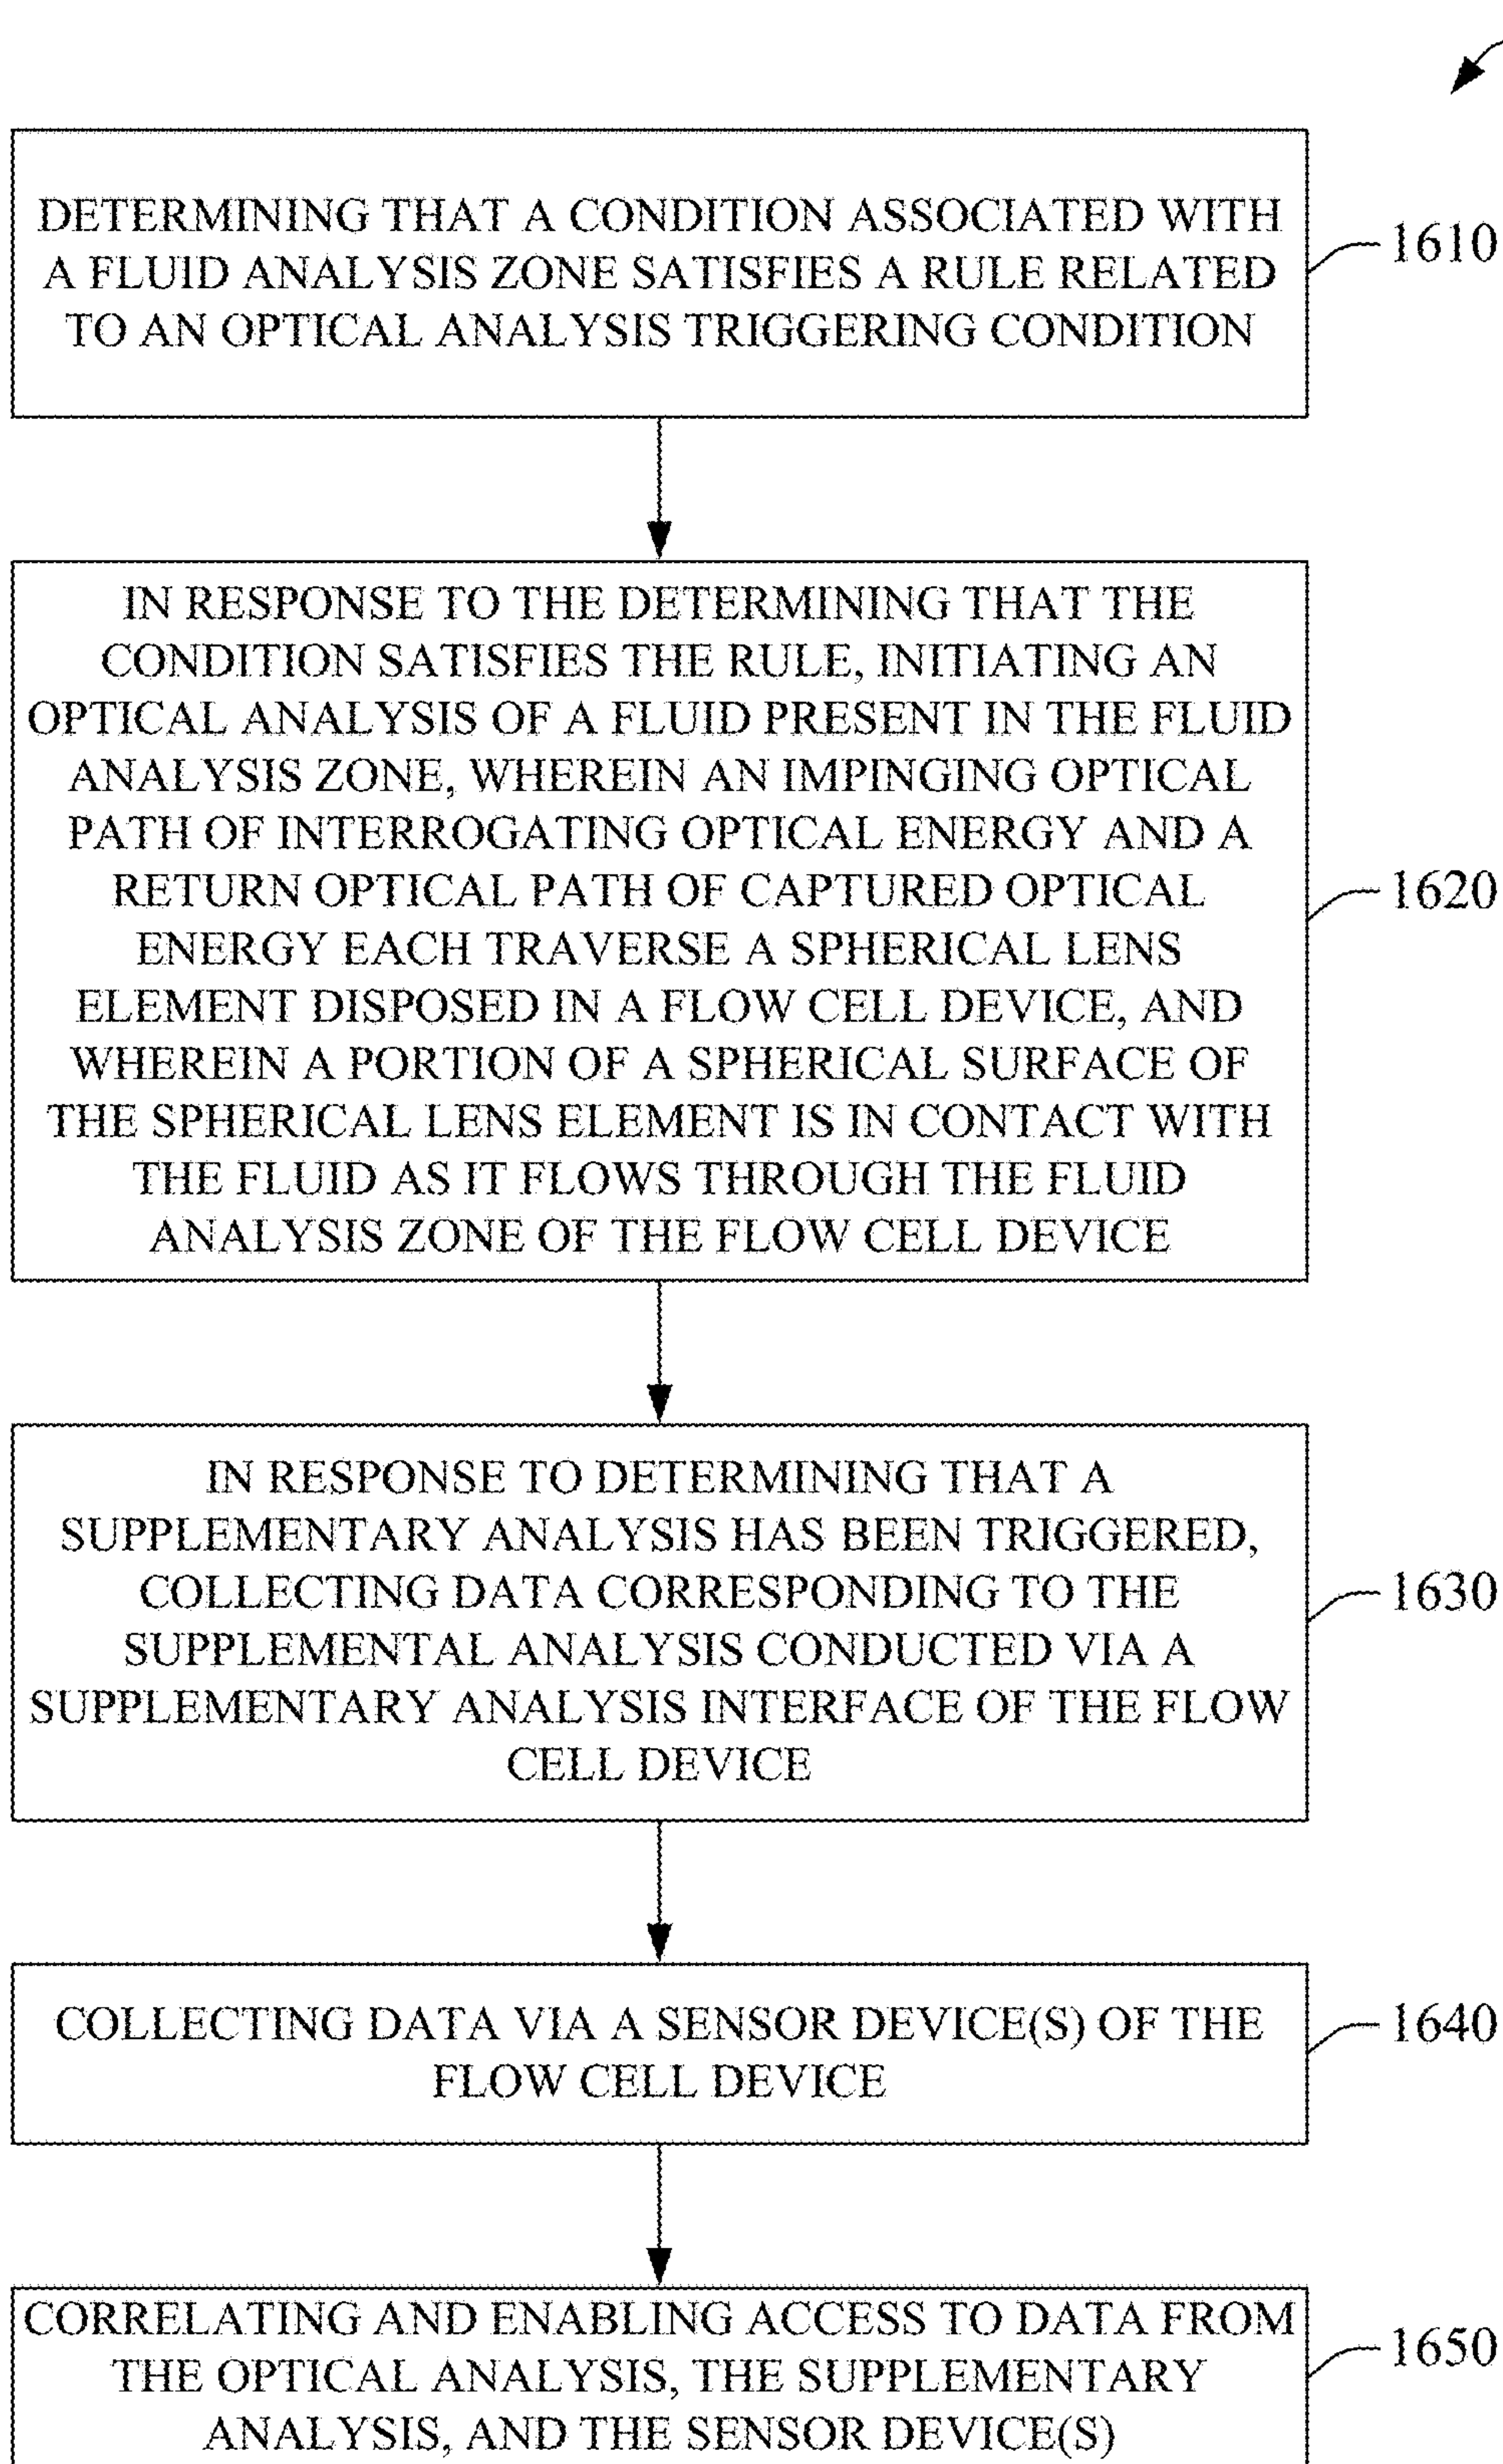 DETERMINING THAT A CONDITION ASSOCIATED WITH
A FLUID ANALYSIS ZONE SATISFIES A RULE RELATED
TO AN OPTICAL ANALYSIS TRIGGERING CONDITION
1610
IN RESPONSE TO THE DETERMINING THAT THE
CONDITION SATISFIES THE RULE, INITIATING AN
OPTICAL ANALYSIS OF A FLUID PRESENT IN THE FLUID
ANALYSIS ZONE, WHEREIN AN IMPINGING OPTICAL
PATH OF INTERROGATING OPTICAL ENERGY AND A
RETURN OPTICAL PATH OF CAPTURED OPTICAL
ENERGY EACH TRAVERSE A SPHERICAL LENS
ELEMENT DISPOSED IN A FLOW CELL DEVICE, AND
WHEREIN A PORTION OF A SPHERICAL SURFACE OF
THE SPHERICAL LENS ELEMENT IS IN CONTACT WITH
THE FLUID AS IT FLOWS THROUGH THE FLUID
ANALYSIS ZONE OF THE FLOW CELL DEVICE
1620
IN RESPONSE TO DETERMINING THAT A
SUPPLEMENTARY ANALYSIS HAS BEEN TRIGGERED,
COLLECTING DATA CORRESPONDING TO THE
SUPPLEMENTAL ANALYSIS CONDUCTED VIA A
SUPPLEMENTARY ANALYSIS INTERFACE OF THE FLOW
CELL DEVICE
1630
COLLECTING DATA VIA A SENSOR DEVICE(S) OF THE
FLOW CELL DEVICE
1640
CORRELATING AND ENABLING ACCESS TO DATA FROM
THE OPTICAL ANALYSIS, THE SUPPLEMENTARY
ANALYSIS, AND THE SENSOR DEVICE(S)
1650